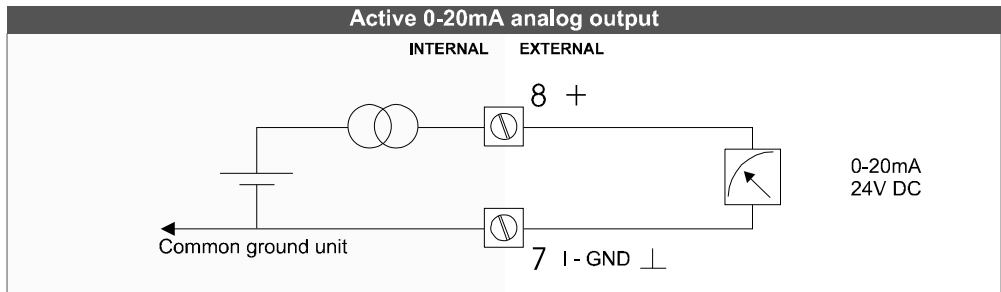 Active 0-20mA analog output
INTERNAL EXTERNAL
8 +
0-20mA
24V DC
Common ground unit
7 I - GND ⊥